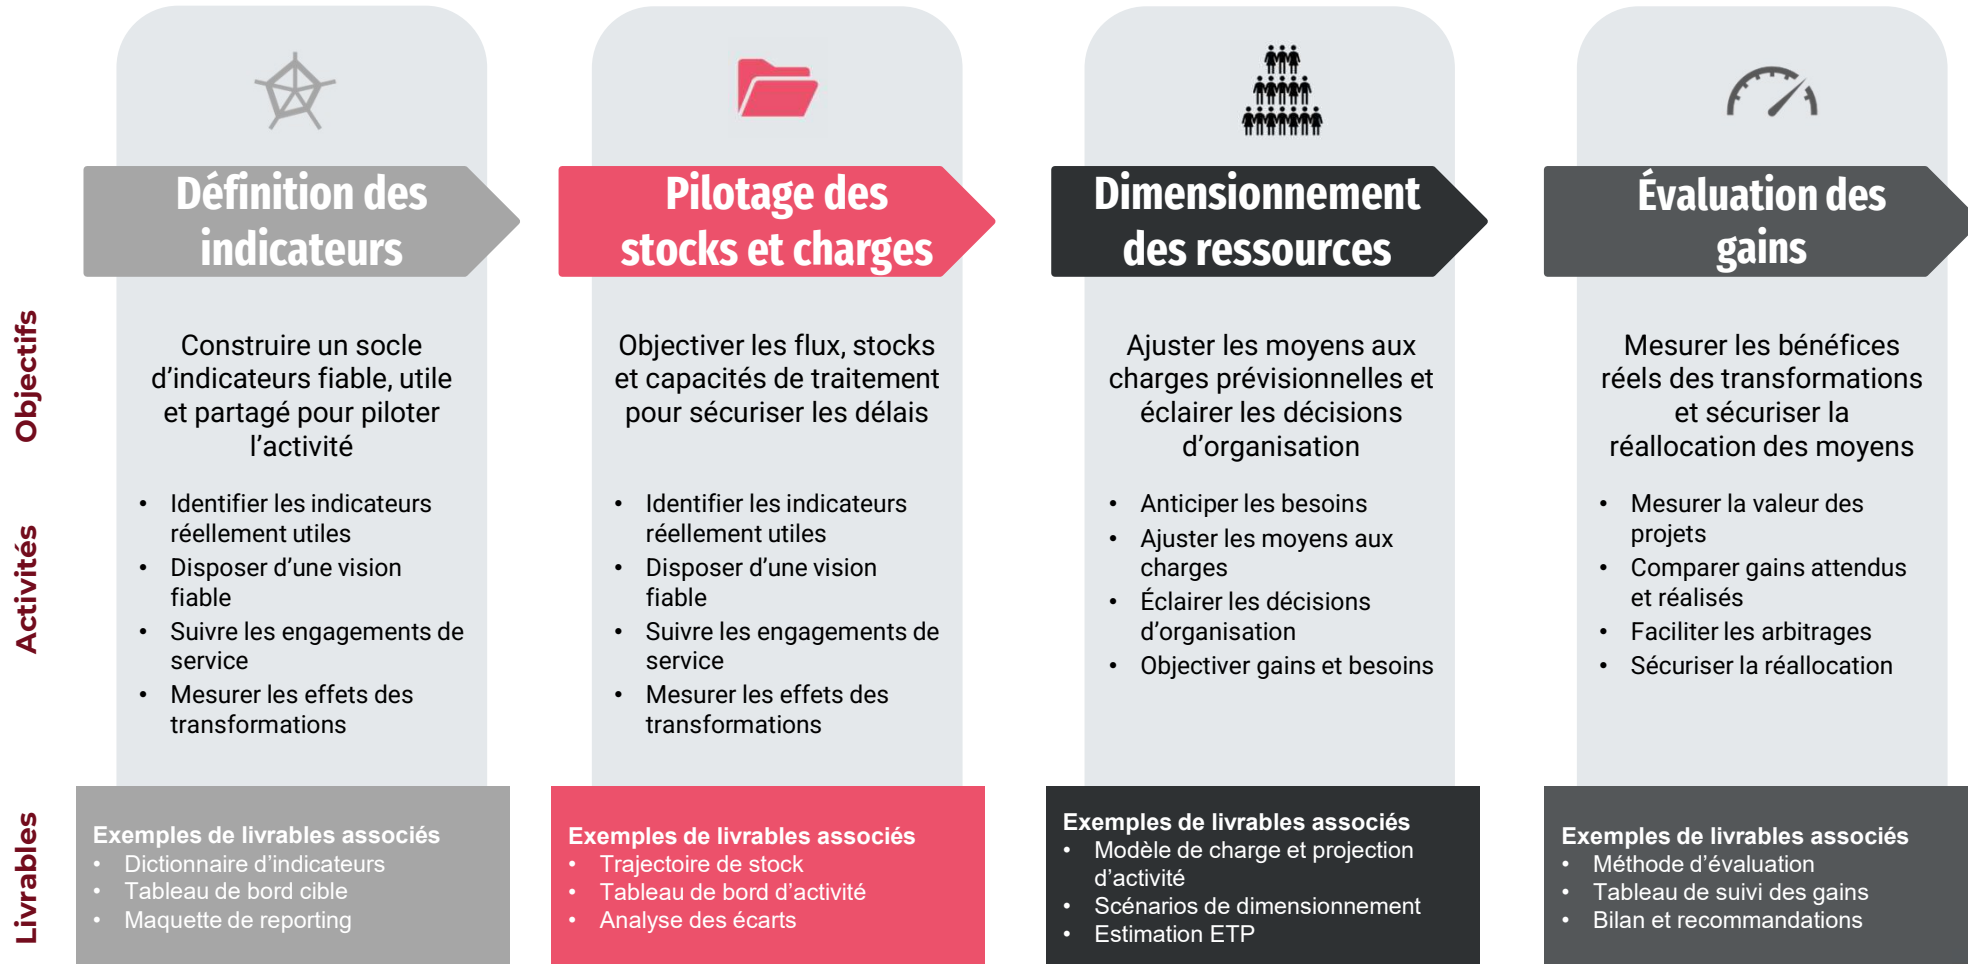 Définition des
indicateurs
Pilotage des
stocks et charges
Dimensionnement
des ressources
Évaluation des
gains
Objectifs
Construire un socle
d’indicateurs fiable, utile
et partagé pour piloter
l’activité
Objectiver les flux, stocks
et capacités de traitement
pour sécuriser les délais
Ajuster les moyens aux
charges prévisionnelles et
éclairer les décisions
d’organisation
Mesurer les bénéfices
réels des transformations
et sécuriser la
réallocation des moyens
Activités
• Identifier les indicateurs
réellement utiles
• Disposer d’une vision
fiable
• Suivre les engagements de
service
• Mesurer les effets des
transformations
• Identifier les indicateurs
réellement utiles
• Disposer d’une vision
fiable
• Suivre les engagements de
service
• Mesurer les effets des
transformations
• Anticiper les besoins
• Ajuster les moyens aux
charges
• Éclairer les décisions
d’organisation
• Objectiver gains et besoins
• Mesurer la valeur des
projets
• Comparer gains attendus
et réalisés
• Faciliter les arbitrages
• Sécuriser la réallocation
Livrables
Exemples de livrables associés
• Dictionnaire d’indicateurs
• Tableau de bord cible
• Maquette de reporting
Exemples de livrables associés
• Trajectoire de stock
• Tableau de bord d’activité
• Analyse des écarts
Exemples de livrables associés
• Modèle de charge et projection
d’activité
• Scénarios de dimensionnement
• Estimation ETP
Exemples de livrables associés
• Méthode d’évaluation
• Tableau de suivi des gains
• Bilan et recommandations